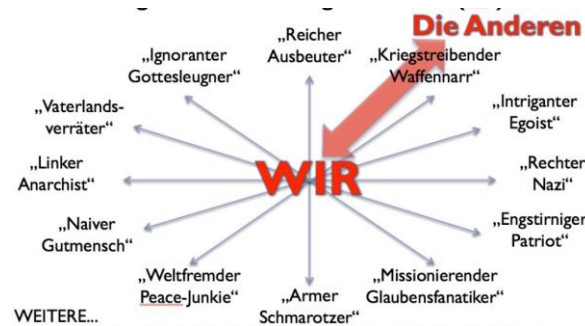 Die Anderen
„Reicher
Ausbeuter“
„Ignoranter
Gottesleugner“
„Kriegstreibender
Waffennarr“
„Vaterlands-
verräter“
„Intriganter
Egoist“
„Linker
Anarchist“
WIR
„Rechter
Nazi“
„Naiver
Gutmensch“
„Engstirniger
Patriot“
„Weltfremder
Peace-Junkie“
„Armer
Schmarotzer“
„Missionierender
Glaubensfanatiker“
WEITERE...